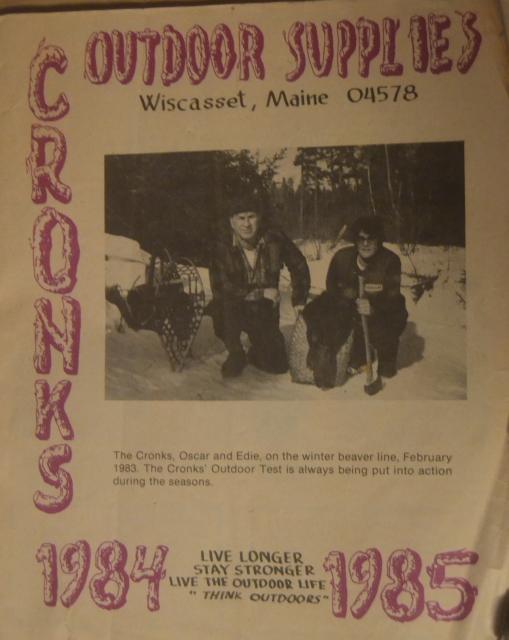 CRONKS
OUTDOOR SUPPLIES
Wiscasset, Maine 04578
The Cronks, Oscar and Edie, on the winter beaver line, February
1983. The Cronks' Outdoor Test is always being put into action
during the seasons.
1984
LIVE LONGER
STAY STRONGER
LIVE THE OUTDOOR LIFE
"THINK OUTDOORS"
1985